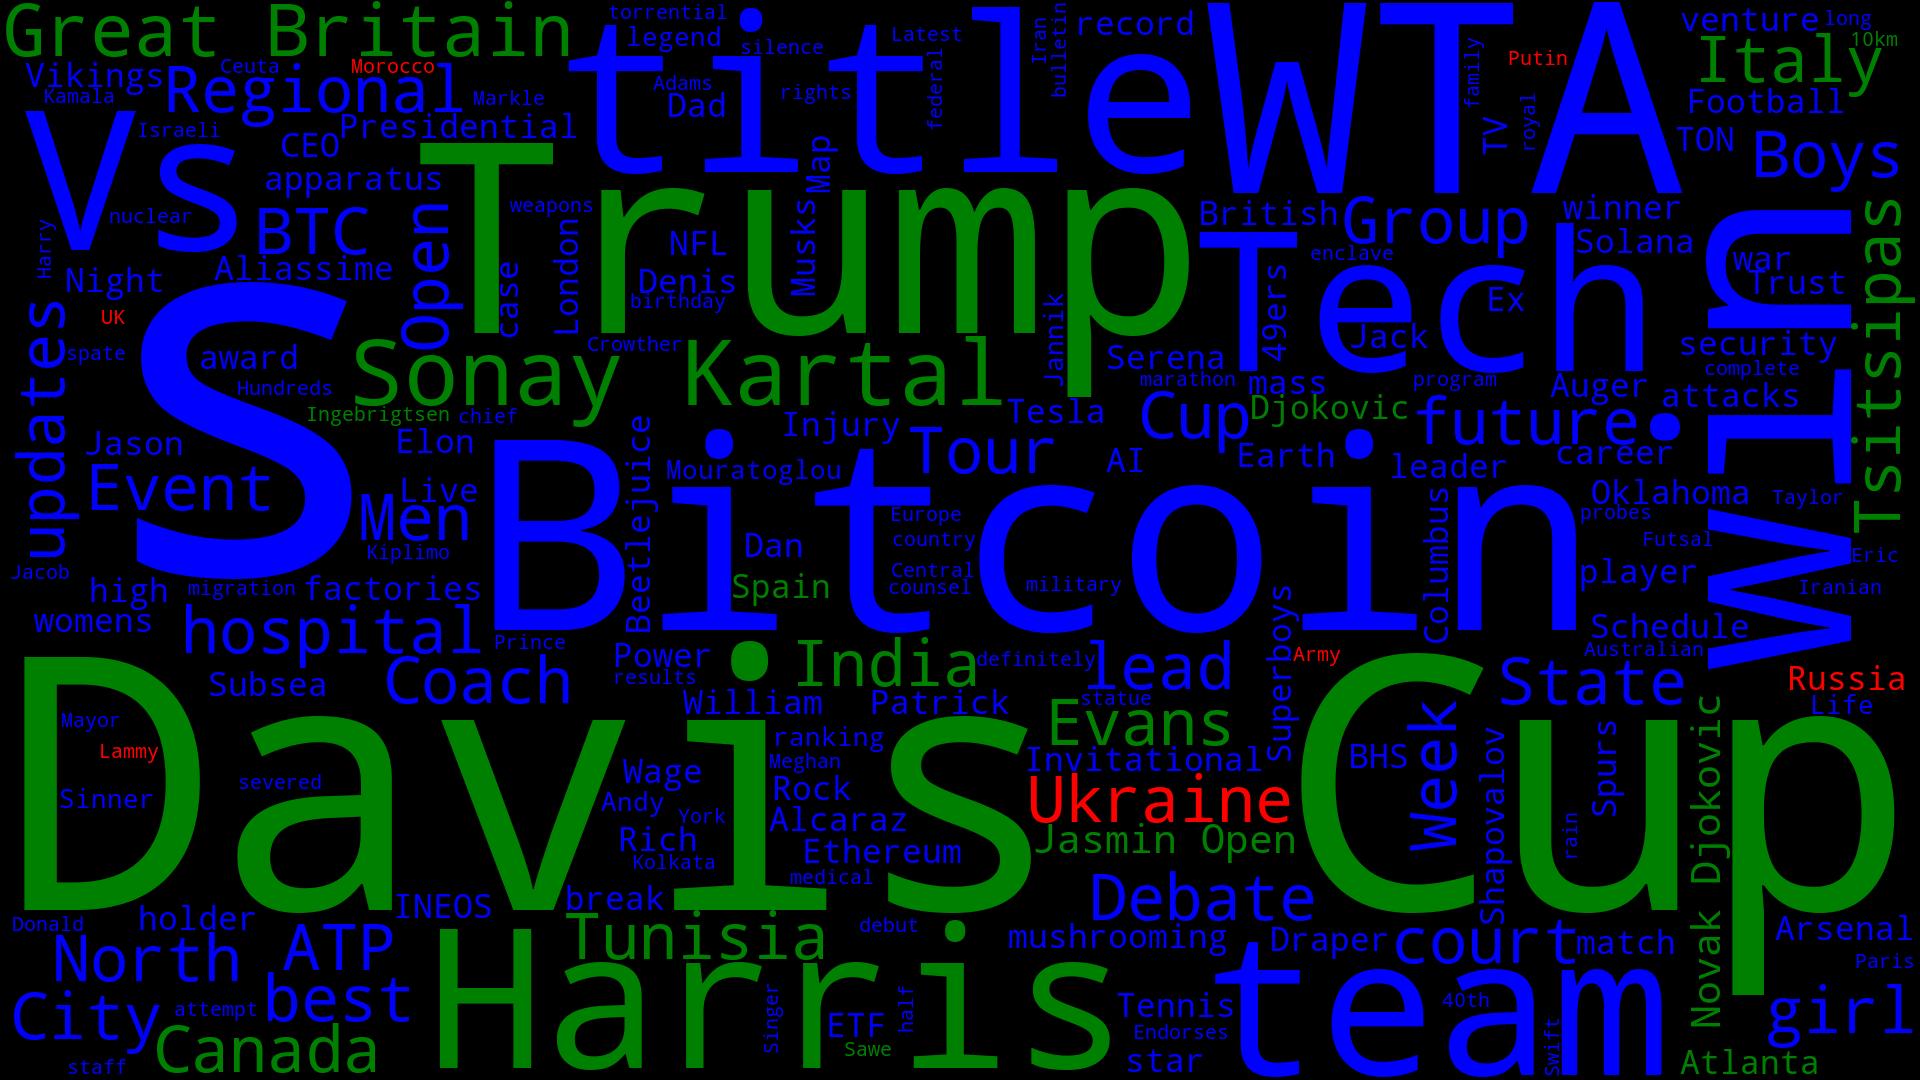 Great Britain
torrential
legend
title
silence
Latest
Iran
bulletin
record
WTA
venture
long
Italy
10km
Vikings
Ceuta
Morocco
Kamala
Regional
Markle
Adams
Dad
rights
federal
family
Putin
Football
Vs
Israeli
CEO
Presidential
TV
royal
TON
Boys
apparatus
Trump
Map
Musks
nuclear
BTC
Open
weapons
London
NFL
British
Group
winner
Solana
win
Tsitsipas
Harry
Night
Aliassime
case
Denis
birthday
Tech
enclave
49ers
Ex
war
Trust
UK
updates
spate
S
award
Hundreds
Crowther
Jannik
Serena
Jack
security
complete
Sonay Kartal
marathon
mass
program
Auger
attacks
Ingebrigtsen
chief
Tesla
Cup
Djokovic
future
Jason
Elon
Beetlejuice
Injury
Tour
AI
Earth
leader
career
Event
Live
Men
Bitcoin
Mouratoglou
Columbus
Oklahoma
Taylor
probes
Europe
country
Dan
Kiplimo
Futsal
Eric
Jacob
high
migration
factories
Spain
Central
counsel
military
player
Iranian
womens
hospital
Prince
Superboys
Schedule
Power
results
India
definitely
lead
Army
Australian
Subsea
Coach
William
Patrick
statue
State
Russia
Life
Mayor
Davis Cup
Lammy
Evans
Week
Novak Djokovic
ranking
Meghan
Invitational
BHS
Shapovalov
Spurs
Sinner
severed
Wage
Andy
York
Rock
Ukraine
Alcaraz
Rich
Kolkata
Ethereum
Jasmin Open
rain
medical
INEOS
break
Debate
Donald
holder
Tunisia
debut
mushrooming
Draper
court
match
Arsenal
North
ATP
Harris
Paris
City
attempt
best
Singer
ETF
half
Tennis
team
40th
girl
Canada
Sawe
Endorses
star
Swift
Atlanta
staff